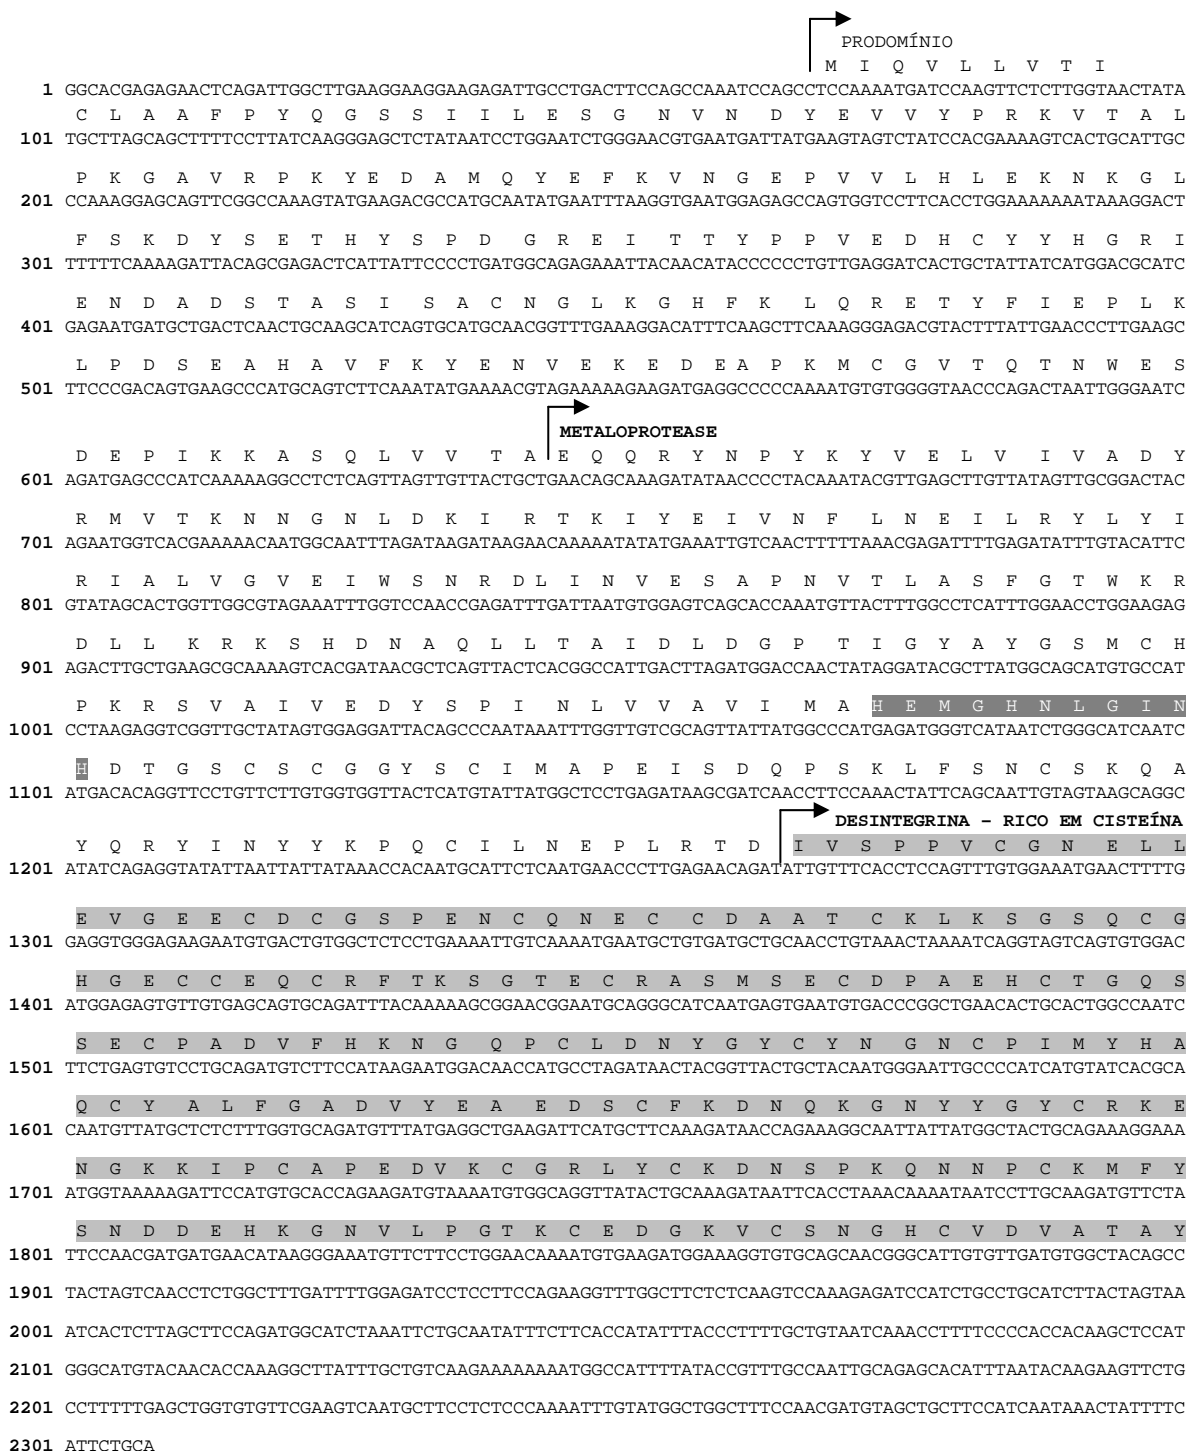 PRODOMÍNIO
M I Q V L L V T I
1 GGCACGAGAGAACTCAGATTGGCTTGAAGGAAGGAAGAGATTGCCTGACTTCCAGCCAAATCCAGCCTCCAAAATGATCCAAGTTCTCTTGGTAACTATA
C L A A F P Y Q G S S I I L E S G N V N D Y E V V Y P R K V T A L
101 TGCTTAGCAGCTTTTCCTTATCAAGGGAGCTCTATAATCCTGGAATCTGGGAACGTGAATGATTATGAAGTAGTCTATCCACGAAAAGTCACTGCATTGC
P K G A V R P K Y E D A M Q Y E F K V N G E P V V L H L E K N K G L
201 CCAAAGGAGCAGTTCGGCCAAAGTATGAAGACGCCATGCAATATGAATTTAAGGTGAATGGAGAGCCAGTGGTCCTTCACCTGGAAAAAAATAAAGGACT
F S K D Y S E T H Y S P D G R E I T T Y P P V E D H C Y Y H G R I
301 TTTTTCAAAAGATTACAGCGAGACTCATTATTCCCCTGATGGCAGAGAAATTACAACATACCCCCCTGTTGAGGATCACTGCTATTATCATGGACGCATC
E N D A D S T A S I S A C N G L K G H F K L Q R E T Y F I E P L K
401 GAGAATGATGCTGACTCAACTGCAAGCATCAGTGCATGCAACGGTTTGAAAGGACATTTCAAGCTTCAAAGGGAGACGTACTTTATTGAACCCTTGAAGC
L P D S E A H A V F K Y E N V E K E D E A P K M C G V T Q T N W E S
501 TTCCCGACAGTGAAGCCCATGCAGTCTTCAAATATGAAAACGTAGAAAAAGAAGATGAGGCCCCCAAAATGTGTGGGGTAACCCAGACTAATTGGGAATC
METALOPROTEASE
D E P I K K A S Q L V V T A E Q Q R Y N P Y K Y V E L V I V A D Y
601 AGATGAGCCCATCAAAAAGGCCTCTCAGTTAGTTGTTACTGCTGAACAGCAAAGATATAACCCCTACAAATACGTTGAGCTTGTTATAGTTGCGGACTAC
R M V T K N N G N L D K I R T K I Y E I V N F L N E I L R Y L Y I
701 AGAATGGTCACGAAAAACAATGGCAATTTAGATAAGATAAGAACAAAAATATATGAAATTGTCAACTTTTTAAACGAGATTTTGAGATATTTGTACATTC
R I A L V G V E I W S N R D L I N V E S A P N V T L A S F G T W K R
801 GTATAGCACTGGTTGGCGTAGAAATTTGGTCCAACCGAGATTTGATTAATGTGGAGTCAGCACCAAATGTTACTTTGGCCTCATTTGGAACCTGGAAGAG
D L L K R K S H D N A Q L L T A I D L D G P T I G Y A Y G S M C H
901 AGACTTGCTGAAGCGCAAAAGTCACGATAACGCTCAGTTACTCACGGCCATTGACTTAGATGGACCAACTATAGGATACGCTTATGGCAGCATGTGCCAT
P K R S V A I V E D Y S P I N L V V A V I M A H E M G H N L G I N
1001 CCTAAGAGGTCGGTTGCTATAGTGGAGGATTACAGCCCAATAAATTTGGTTGTCGCAGTTATTATGGCCCATGAGATGGGTCATAATCTGGGCATCAATC
H D T G S C S C G G Y S C I M A P E I S D Q P S K L F S N C S K Q A
1101 ATGACACAGGTTCCTGTTCTTGTGGTGGTTACTCATGTATTATGGCTCCTGAGATAAGCGATCAACCTTCCAAACTATTCAGCAATTGTAGTAAGCAGGC
DESINTEGRINA – RICO EM CISTEÍNA
Y Q R Y I N Y Y K P Q C I L N E P L R T D I V S P P V C G N E L L
1201 ATATCAGAGGTATATTAATTATTATAAACCACAATGCATTCTCAATGAACCCTTGAGAACAGATATTGTTTCACCTCCAGTTTGTGGAAATGAACTTTTG
E V G E E C D C G S P E N C Q N E C C D A A T C K L K S G S Q C G
1301 GAGGTGGGAGAAGAATGTGACTGTGGCTCTCCTGAAAATTGTCAAAATGAATGCTGTGATGCTGCAACCTGTAAACTAAAATCAGGTAGTCAGTGTGGAC
H G E C C E Q C R F T K S G T E C R A S M S E C D P A E H C T G Q S
1401 ATGGAGAGTGTTGTGAGCAGTGCAGATTTACAAAAAGCGGAACGGAATGCAGGGCATCAATGAGTGAATGTGACCCGGCTGAACACTGCACTGGCCAATC
S E C P A D V F H K N G Q P C L D N Y G Y C Y N G N C P I M Y H A
1501 TTCTGAGTGTCCTGCAGATGTCTTCCATAAGAATGGACAACCATGCCTAGATAACTACGGTTACTGCTACAATGGGAATTGCCCCATCATGTATCACGCA
Q C Y A L F G A D V Y E A E D S C F K D N Q K G N Y Y G Y C R K E
1601 CAATGTTATGCTCTCTTTGGTGCAGATGTTTATGAGGCTGAAGATTCATGCTTCAAAGATAACCAGAAAGGCAATTATTATGGCTACTGCAGAAAGGAAA
N G K K I P C A P E D V K C G R L Y C K D N S P K Q N N P C K M F Y
1701 ATGGTAAAAAGATTCCATGTGCACCAGAAGATGTAAAATGTGGCAGGTTATACTGCAAAGATAATTCACCTAAACAAAATAATCCTTGCAAGATGTTCTA
S N D D E H K G N V L P G T K C E D G K V C S N G H C V D V A T A Y
1801 TTCCAACGATGATGAACATAAGGGAAATGTTCTTCCTGGAACAAAATGTGAAGATGGAAAGGTGTGCAGCAACGGGCATTGTGTTGATGTGGCTACAGCC
1901 TACTAGTCAACCTCTGGCTTTGATTTTGGAGATCCTCCTTCCAGAAGGTTTGGCTTCTCTCAAGTCCAAAGAGATCCATCTGCCTGCATCTTACTAGTAA
2001 ATCACTCTTAGCTTCCAGATGGCATCTAAATTCTGCAATATTTCTTCACCATATTTACCCTTTTGCTGTAATCAAACCTTTTCCCCACCACAAGCTCCAT
2101 GGGCATGTACAACACCAAAGGCTTATTTGCTGTCAAGAAAAAAAATGGCCATTTTATACCGTTTGCCAATTGCAGAGCACATTTAATACAAGAAGTTCTG
2201 CCTTTTTGAGCTGGTGTGTTCGAAGTCAATGCTTCCTCTCCCAAAATTTGTATGGCTGGCTTTCCAACGATGTAGCTGCTTCCATCAATAAACTATTTTC
2301 ATTCTGCA